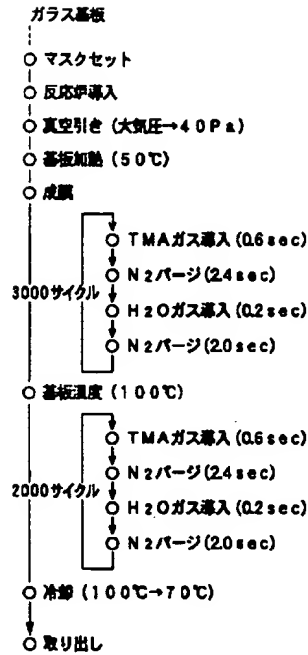 ガラス基板
マスクセット
反応炉導入
真空引き (大気圧→40Pa)
基板加熱 (50℃)
成膜
TMAガス導入 (0.6sec)
N2パージ (2.4sec)
3000サイクル
H2Oガス導入 (0.2sec)
N2パージ (2.0sec)
基板温度 (100℃)
TMAガス導入 (0.6sec)
N2パージ (2.4sec)
2000サイクル
H2Oガス導入 (0.2sec)
N2パージ (2.0sec)
冷却 (100℃→70℃)
取り出し